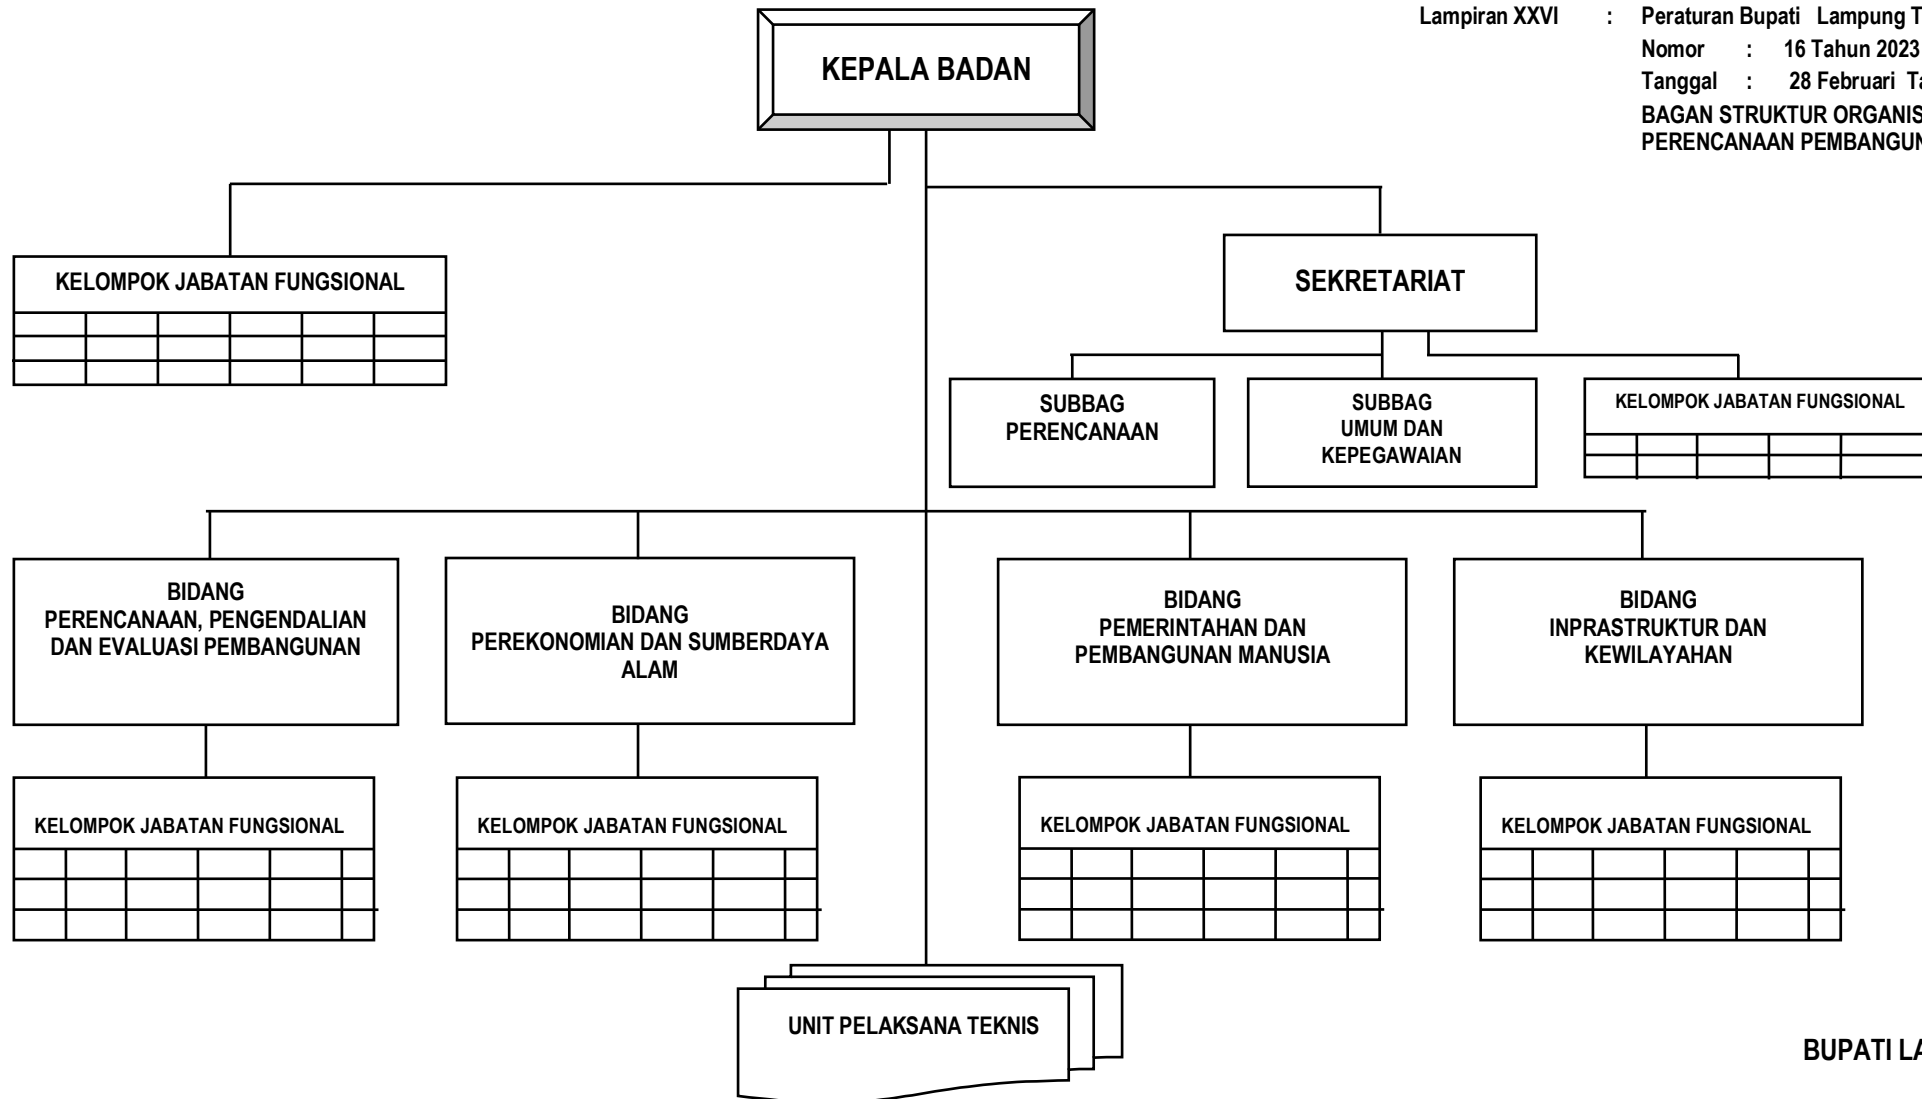 Lampiran XXVI : Peraturan Bupati Lampung
Nomor : 16 Tahun 2023
Tanggal : 28 Februari
BAGAN STRUKTUR
PERENCANAAN
KEPALA BADAN
KELOMPOK JABATAN FUNGSIONAL
SEKRETARIAT
SUBBAG
PERENCANAAN
SUBBAG
UMUM DAN
KEPEGAWAIAN
KELOMPOK JABATAN FUNGSIONAL
BIDANG
PERENCANAAN, PENGENDALIAN
DAN EVALUASI PEMBANGUNAN
BIDANG
PEREKONOMIAN DAN SUMBERDAYA
ALAM
BIDANG
PEMERINTAHAN DAN
PEMBANGUNAN MANUSIA
BIDANG
INPRASTRUKTUR DAN
KEWILAYAHAN
KELOMPOK JABATAN FUNGSIONAL
KELOMPOK JABATAN FUNGSIONAL
KELOMPOK JABATAN FUNGSIONAL
KELOMPOK JABATAN FUNGSIONAL
UNIT PELAKSANA TEKNIS
BUPATI